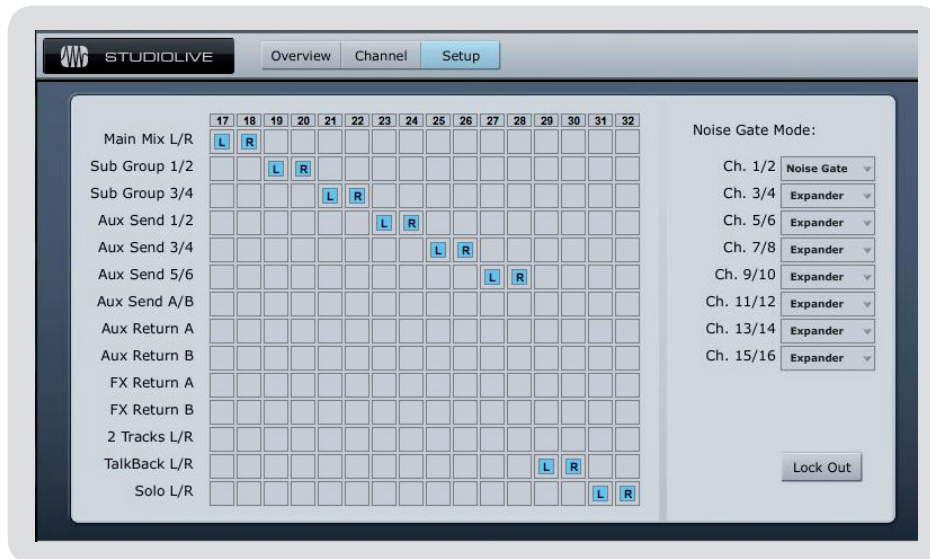 STUDIOLIVE Overview Channel Setup
17 18 19 20 21 22 23 24 25 26 27 28 29 30 31 32
Main Mix L/R L R
Sub Group 1/2 L R
Sub Group 3/4 L R
Aux Send 1/2 L R
Aux Send 3/4 L R
Aux Send 5/6 L R
Aux Send A/B
Aux Return A
Aux Return B
FX Return A
FX Return B
2 Tracks L/R
TalkBack L/R L R
Solo L/R L R
Noise Gate Mode:
Ch. 1/2 Noise Gate
Ch. 3/4 Expander
Ch. 5/6 Expander
Ch. 7/8 Expander
Ch. 9/10 Expander
Ch. 11/12 Expander
Ch. 13/14 Expander
Ch. 15/16 Expander
Lock Out